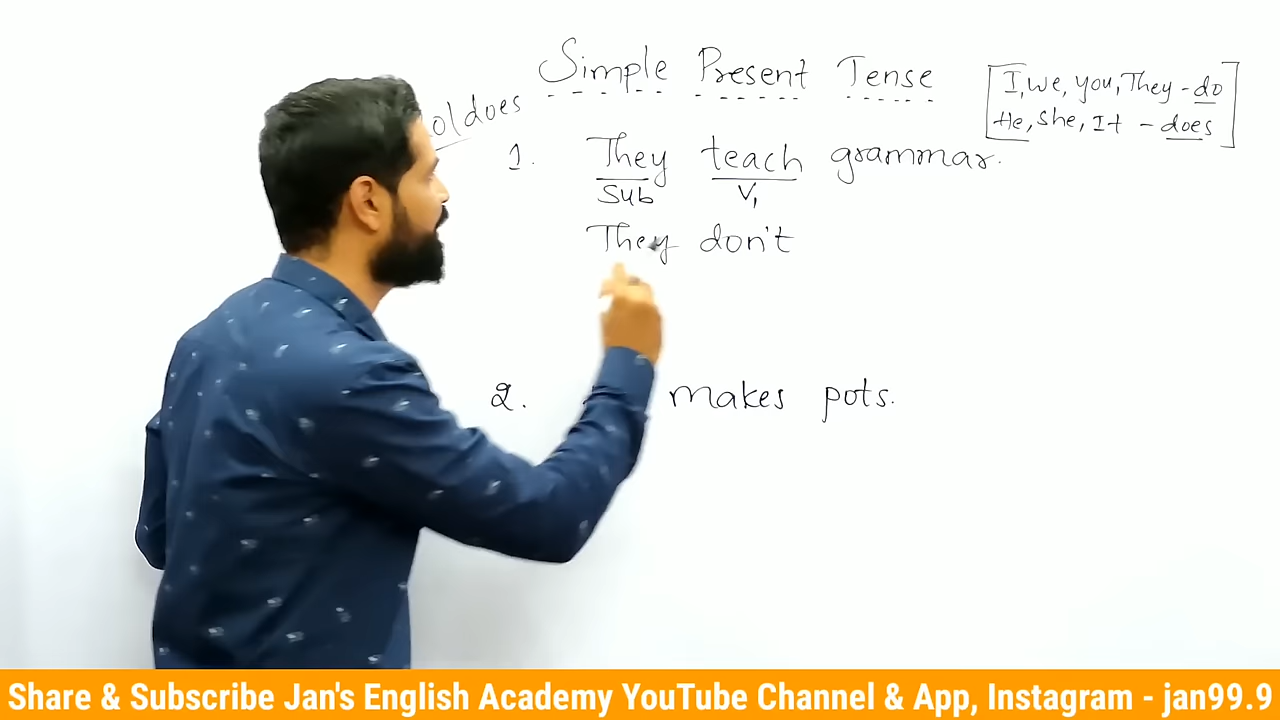 Simple Present Tense
I, we, you, They - do
He, She, It - does
does
1. They teach grammar.
Sub V₁
They don't
2. makes pots.
Share & Subscribe Jan's English Academy YouTube Channel & App, Instagram - jan99.9